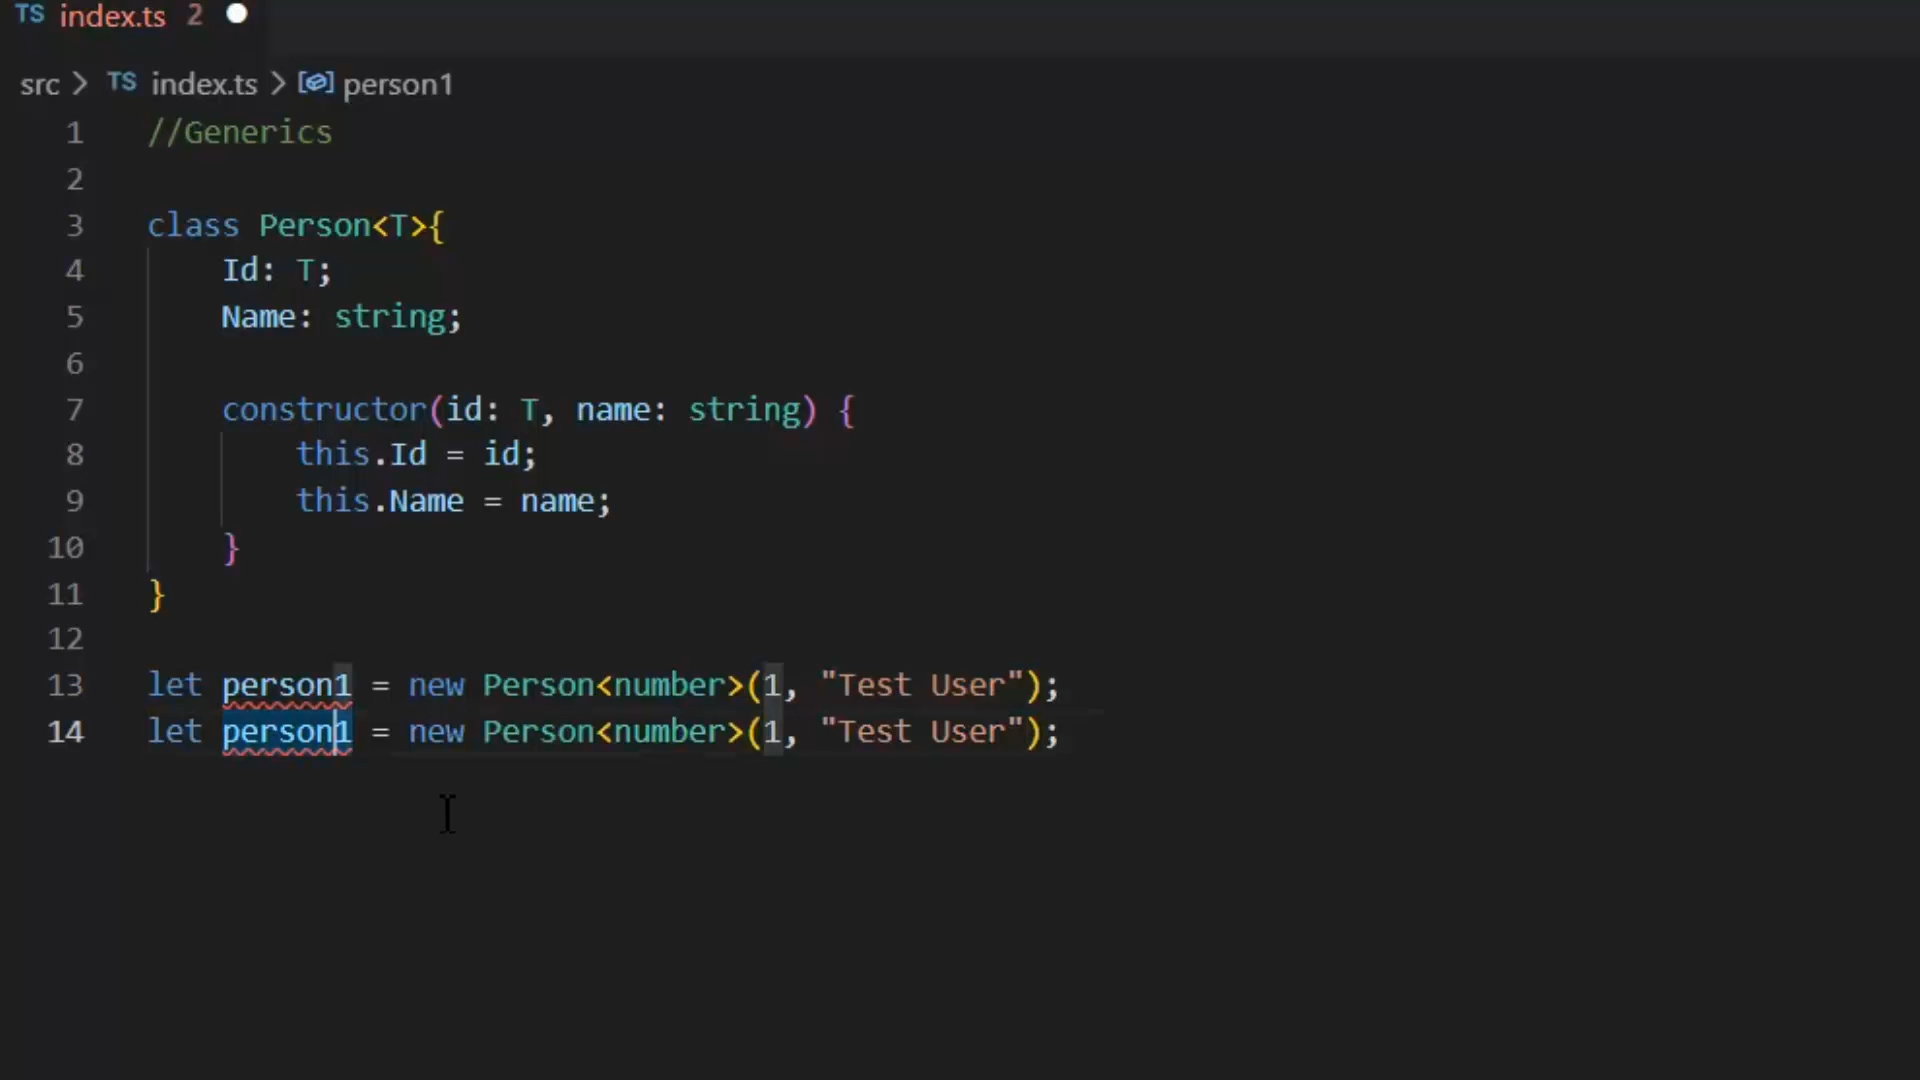 TS index.ts 2
src > TS index.ts > person1
1 //Generics
2
3 class Person<T>{
4 Id: T;
5 Name: string;
6
7 constructor(id: T, name: string) {
8 this.Id = id;
9 this.Name = name;
10 }
11 }
12
13 let person1 = new Person<number>(1, "Test User");
14 let person1 = new Person<number>(1, "Test User");